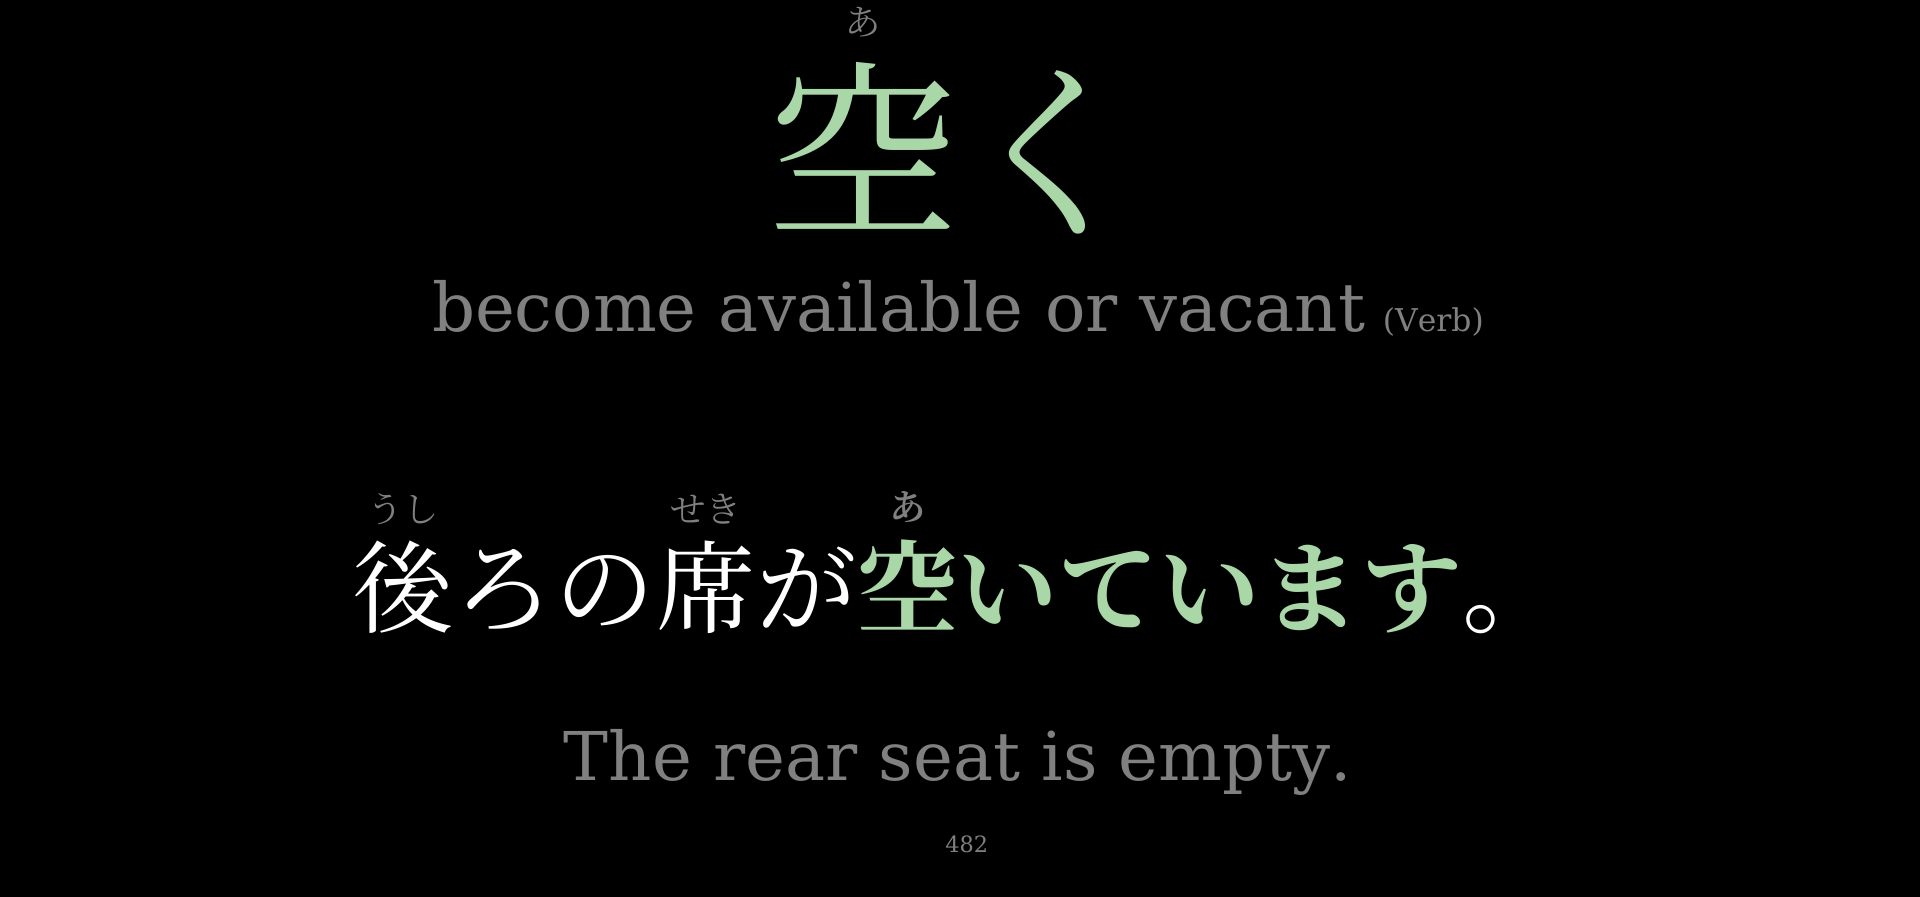 あ
空く
become available or vacant (Verb)
うし せき あ
後ろの席が空いています。
The rear seat is empty.
482